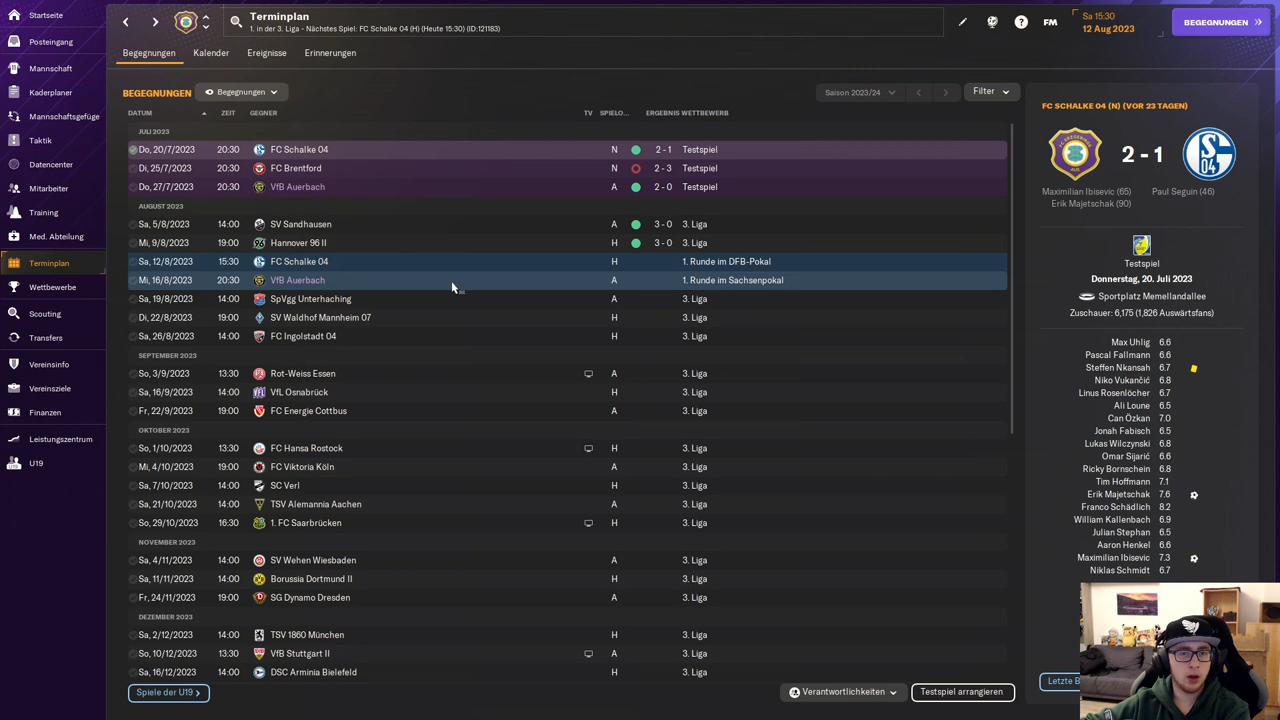 Startseite
Posteingang
Mannschaft
Kaderplaner
Mannschaftsgefüge
Taktik
Datencenter
Mitarbeiter
Training
Med. Abteilung
Terminplan
Wettbewerbe
Scouting
Transfers
Vereinsinfo
Vereinsziele
Finanzen
Leistungszentrum
U19
Terminplan
1. in der 3. Liga - Nächstes Spiel: FC Schalke 04 (H) (Heute 15:30) (ID:121183)
FM
Sa 15:30
12 Aug 2023
BEGEGNUNGEN
Begegnungen Kalender Ereignisse Erinnerungen
BEGEGNUNGEN Begegnungen Saison 2023/24 Filter
DATUM ZEIT GEGNER TV SPIELO... ERGEBNIS WETTBEWERB
JULI 2023
Do, 20/7/2023 20:30 FC Schalke 04 N 2 - 1 Testspiel
Di, 25/7/2023 20:30 FC Brentford N 2 - 3 Testspiel
Do, 27/7/2023 20:30 VfB Auerbach A 2 - 0 Testspiel
AUGUST 2023
Sa, 5/8/2023 14:00 SV Sandhausen A 3 - 0 3. Liga
Mi, 9/8/2023 19:00 Hannover 96 II H 3 - 0 3. Liga
Sa, 12/8/2023 15:30 FC Schalke 04 H 1. Runde im DFB-Pokal
Mi, 16/8/2023 20:30 VfB Auerbach A 1. Runde im Sachsenpokal
Sa, 19/8/2023 14:00 SpVgg Unterhaching A 3. Liga
Di, 22/8/2023 19:00 SV Waldhof Mannheim 07 H 3. Liga
Sa, 26/8/2023 14:00 FC Ingolstadt 04 H 3. Liga
SEPTEMBER 2023
So, 3/9/2023 13:30 Rot-Weiss Essen A 3. Liga
Sa, 16/9/2023 14:00 VfL Osnabrück H 3. Liga
Fr, 22/9/2023 19:00 FC Energie Cottbus A 3. Liga
OKTOBER 2023
So, 1/10/2023 13:30 FC Hansa Rostock H 3. Liga
Mi, 4/10/2023 19:00 FC Viktoria Köln A 3. Liga
Sa, 7/10/2023 14:00 SC Verl H 3. Liga
Sa, 21/10/2023 14:00 TSV Alemannia Aachen A 3. Liga
So, 29/10/2023 16:30 1. FC Saarbrücken H 3. Liga
NOVEMBER 2023
Sa, 4/11/2023 14:00 SV Wehen Wiesbaden A 3. Liga
Sa, 11/11/2023 14:00 Borussia Dortmund II H 3. Liga
Fr, 24/11/2023 19:00 SG Dynamo Dresden A 3. Liga
DEZEMBER 2023
Sa, 2/12/2023 14:00 TSV 1860 München H 3. Liga
So, 10/12/2023 13:30 VfB Stuttgart II A 3. Liga
Sa, 16/12/2023 14:00 DSC Arminia Bielefeld H 3. Liga
Spiele der U19 Verantwortlichkeiten Testspiel arrangieren
FC SCHALKE 04 (N) (VOR 23 TAGEN)
2 - 1
Maximilian Ibisevic (65) Paul Seguin (46)
Erik Majetschak (90)
Testspiel
Donnerstag, 20. Juli 2023
Sportplatz Memellandallee
Zuschauer: 6,175 (1,826 Auswärtsfans)
Max Uhlig 6.6
Pascal Fallmann 6.6
Steffen Nkansah 6.7
Niko Vukančić 6.8
Linus Rosenlöcher 6.7
Ali Loune 6.5
Can Özkan 7.0
Jonah Fabisch 6.5
Lukas Wilczynski 6.8
Omar Sijarić 6.6
Ricky Bornschein 6.8
Tim Hoffmann 7.1
Erik Majetschak 7.6
Franco Schädlich 8.2
William Kallenbach 6.9
Julian Stephan 6.5
Aaron Henkel 6.6
Maximilian Ibisevic 7.3
Niklas Schmidt 6.7
Letzte B